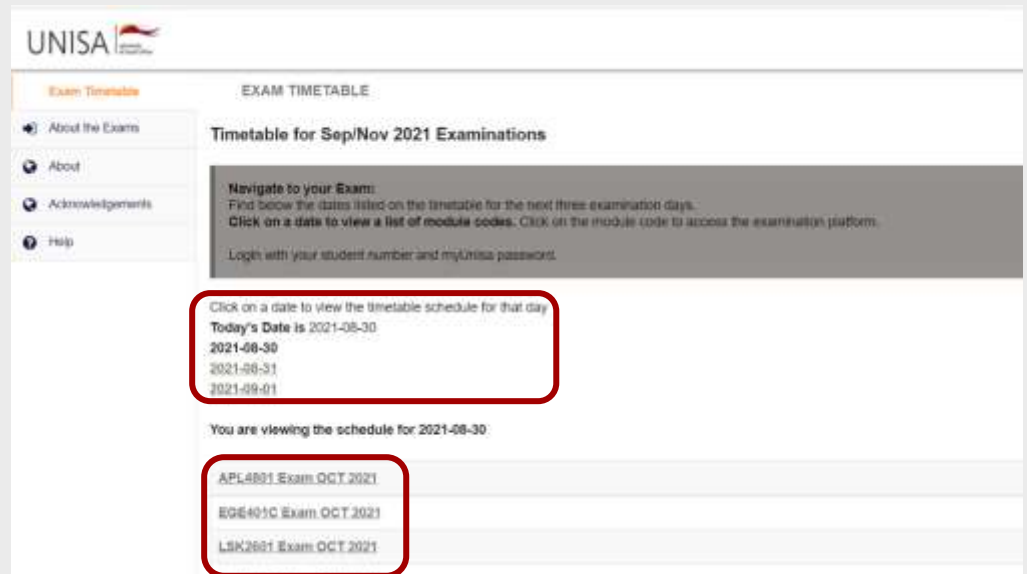 UNISA
Exam Timetable
EXAM TIMETABLE
About the Exams
Timetable for Sep/Nov 2021 Examinations
About
Navigate to your Exam:
Find below the dates listed on the timetable for the next three examination days.
Acknowledgements
Click on a date to view a list of module codes. Click on the module code to access the examination platform.
Help
Login with your student number and myUnisa password.
Click on a date to view the timetable schedule for that day
Today's Date is 2021-08-30
2021-08-30
2021-08-31
2021-09-01
You are viewing the schedule for 2021-08-30
APL4801 Exam OCT 2021
EGE401C Exam OCT 2021
LSK2601 Exam OCT 2021